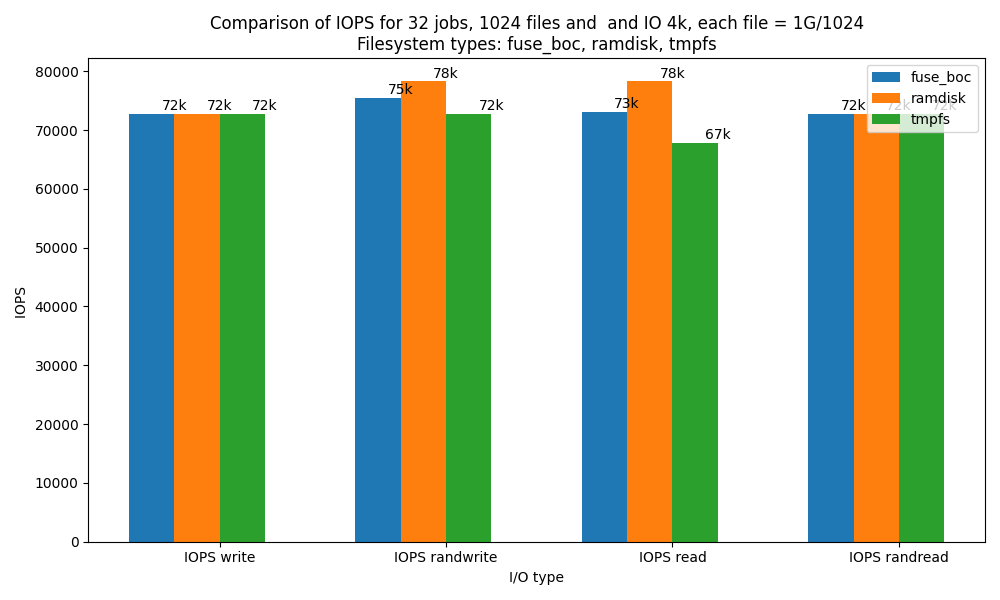 Comparison of IOPS for 32 jobs, 1024 files and  and IO 4k, each file = 1G/1024
Filesystem types: fuse_boc, ramdisk, tmpfs
IOPS
80000
70000
60000
50000
40000
30000
20000
10000
0
72k
72k
72k
75k
78k
72k
73k
78k
67k
72k
72k
72k
fuse_boc
ramdisk
tmpfs
IOPS write
IOPS randwrite
IOPS read
IOPS randread
I/O type